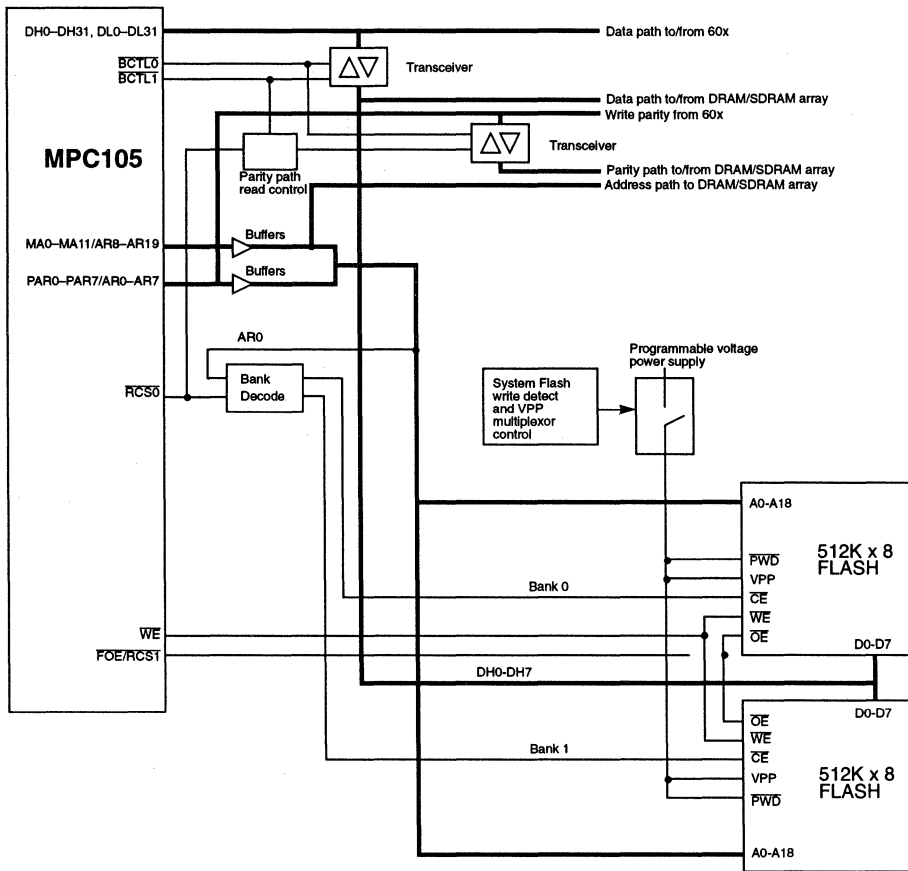 DH0–DH31, DL0–DL31
Data path to/from 60x
BCTL0
BCTL1
Transceiver
Data path to/from DRAM/SDRAM array
Write parity from 60x
MPC105
Transceiver
Parity path
read control
Parity path to/from DRAM/SDRAM array
Address path to DRAM/SDRAM array
MA0–MA11/AR8–AR19
Buffers
PAR0–PAR7/AR0–AR7
Buffers
AR0
RCS0
Bank
Decode
Programmable voltage
power supply
System Flash
write detect
and VPP
multiplexor
control
A0-A18
512K x 8
FLASH
PWD
VPP
CE
WE
OE
D0-D7
Bank 0
WE
FOE/RCS1
DH0-DH7
D0-D7
OE
WE
CE
VPP
PWD
512K x 8
FLASH
Bank 1
A0-A18